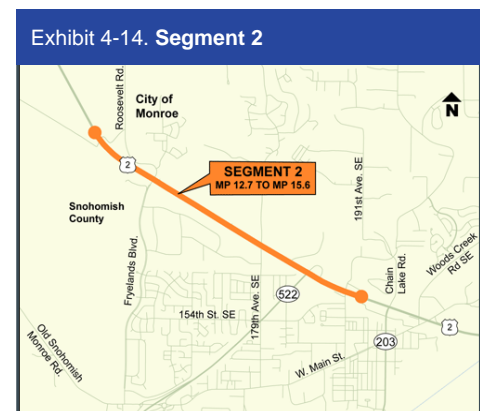 Exhibit 4-14. Segment 2
Roosevelt Rd.
City of
Monroe
N
2
SEGMENT 2
MP 12.7 TO MP 15.6
191st Ave. SE
Snohomish
County
Fryelands Blvd.
179th Ave. SE
Chain
Lake Rd.
Woods Creek
Rd SE
522
154th St. SE
2
203
W. Main St.
Old Snohomish
Monroe Rd.